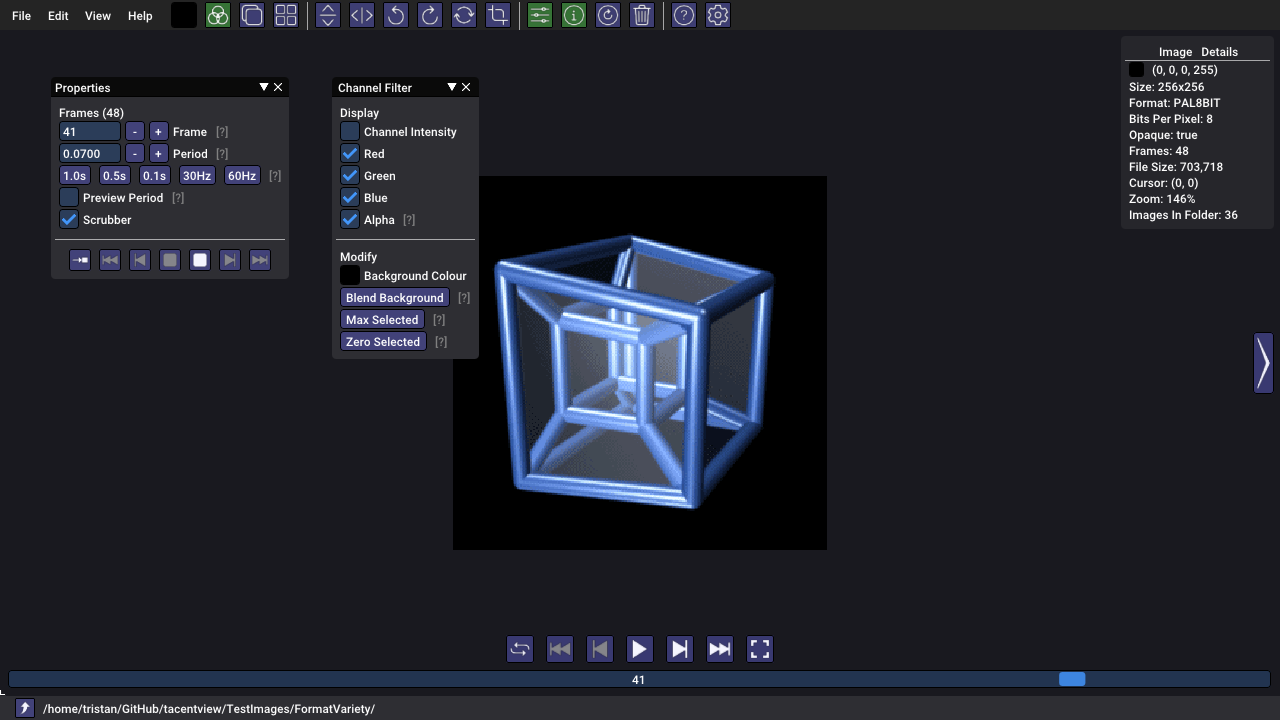 File Edit View Help
Properties
Frames (48)
41 - + Frame [?]
0.0700 - + Period [?]
1.0s 0.5s 0.1s 30Hz 60Hz [?]
Preview Period [?]
Scrubber
Channel Filter
Display
Channel Intensity
Red
Green
Blue
Alpha [?]
Modify
Background Colour
Blend Background [?]
Max Selected [?]
Zero Selected [?]
Image Details
(0, 0, 0, 255)
Size: 256x256
Format: PAL8BIT
Bits Per Pixel: 8
Opaque: true
Frames: 48
File Size: 703,718
Cursor: (0, 0)
Zoom: 146%
Images In Folder: 36
41
/home/tristan/GitHub/tacentview/TestImages/FormatVariety/